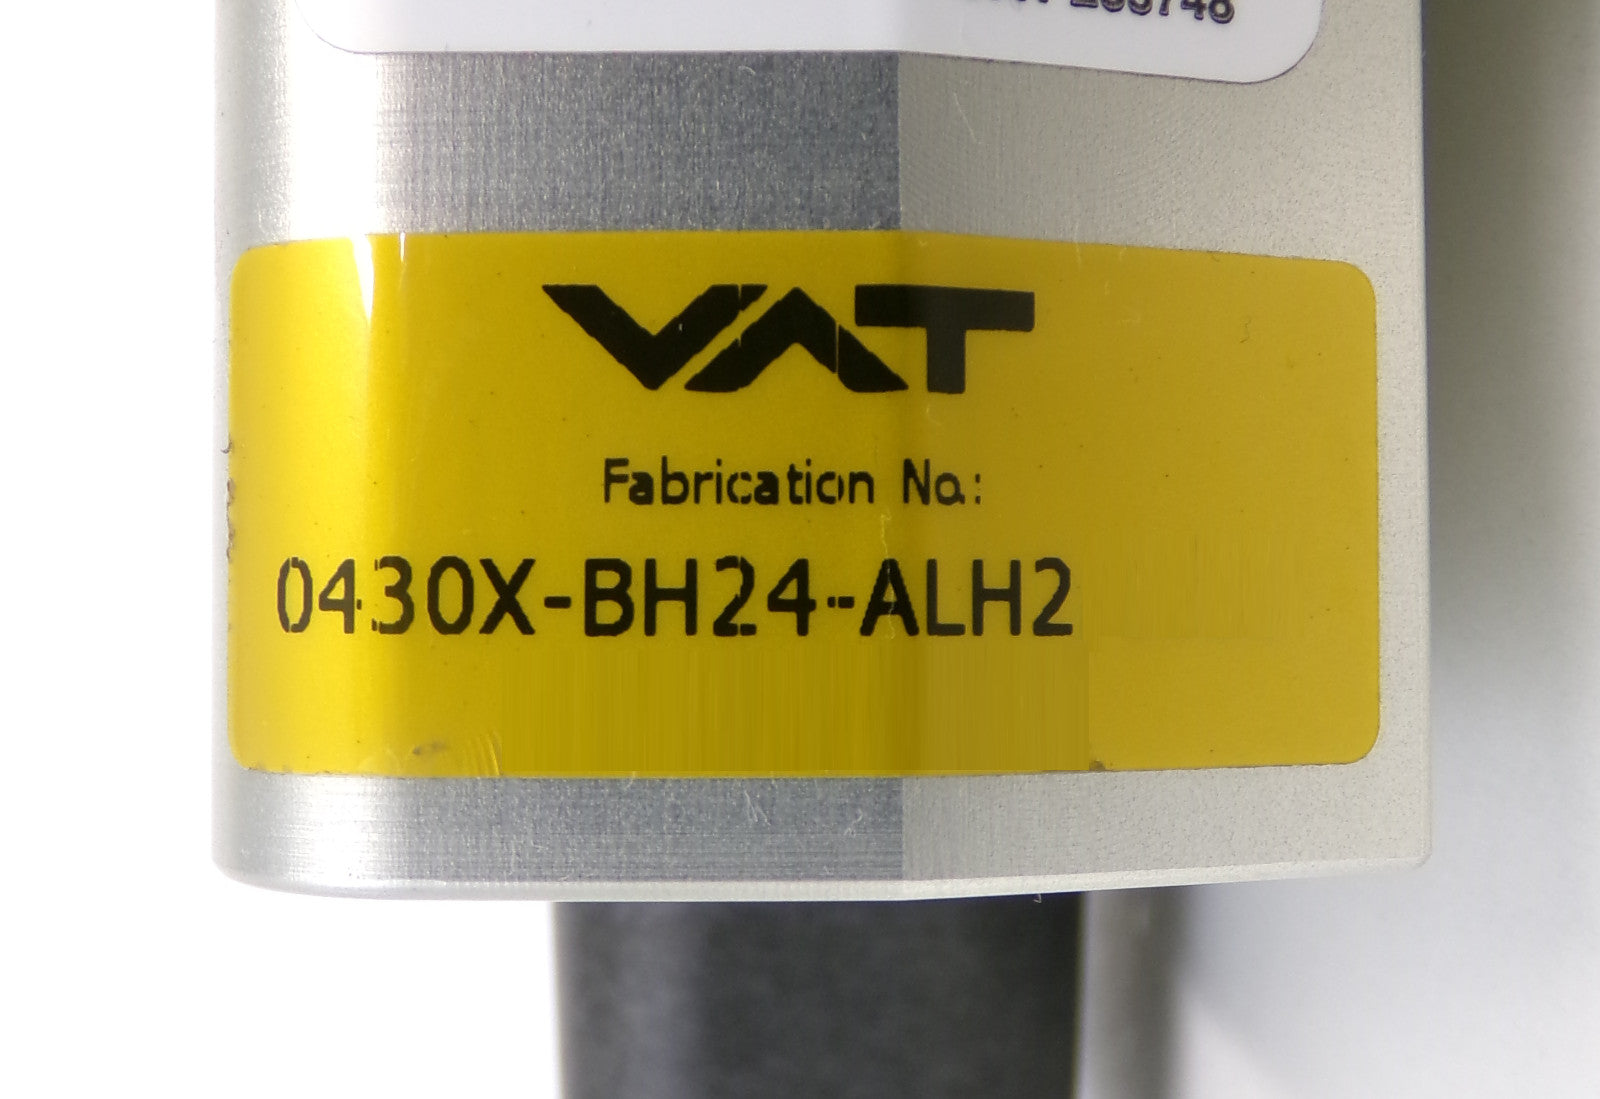 VAT
Fabrication No.:
0430X-BH24-ALH2